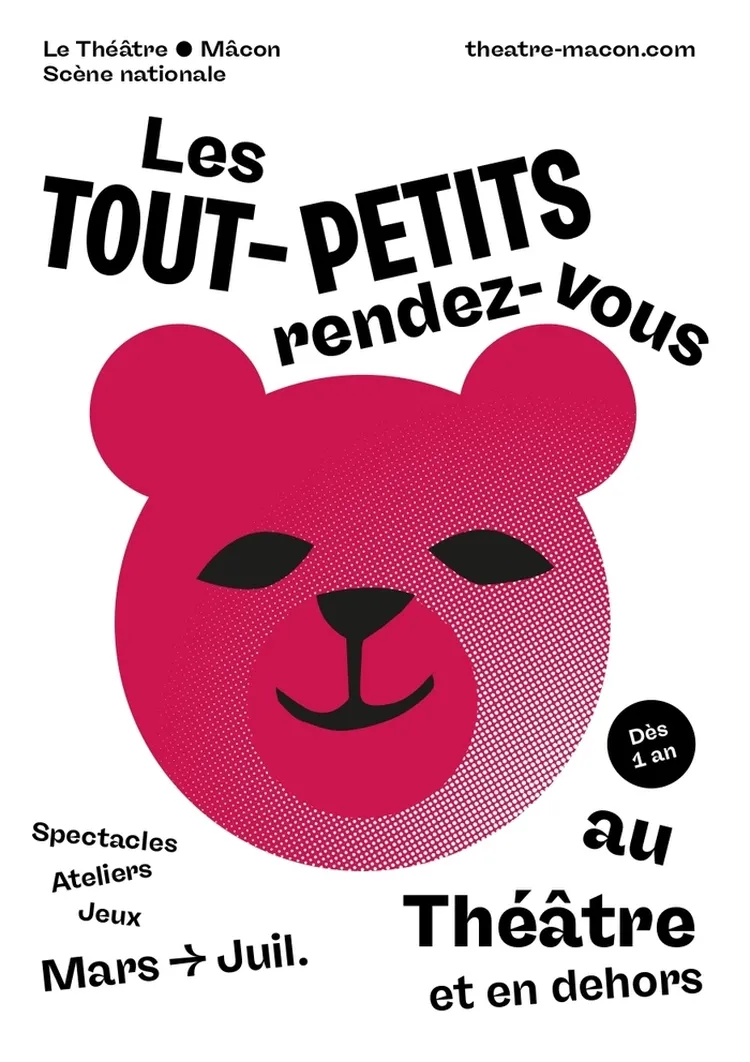 Le Théâtre ● Mâcon
Scène nationale
theatre-macon.com
Les
TOUT-PETITS
rendez-vous
Dès
1 an
au
Théâtre
et en dehors
Spectacles
Ateliers
Jeux
Mars → Juil.